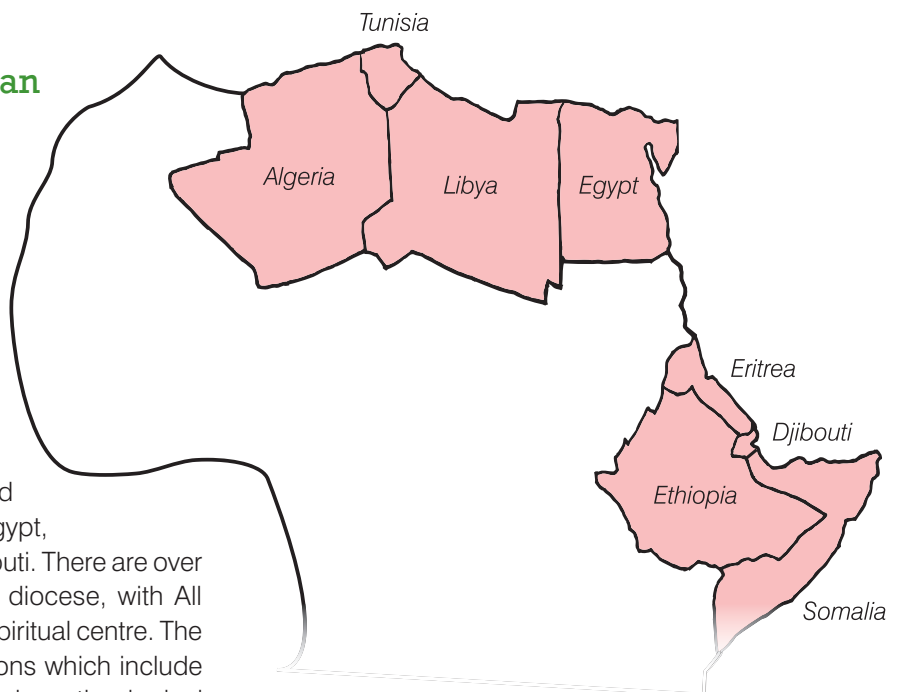 Tunisia
an
Algeria
Libya
Egypt
Eritrea
Djibouti
Ethiopia
Somalia
d
gypt,
outi. There are over
diocese, with All
piritual centre. The
ons which include